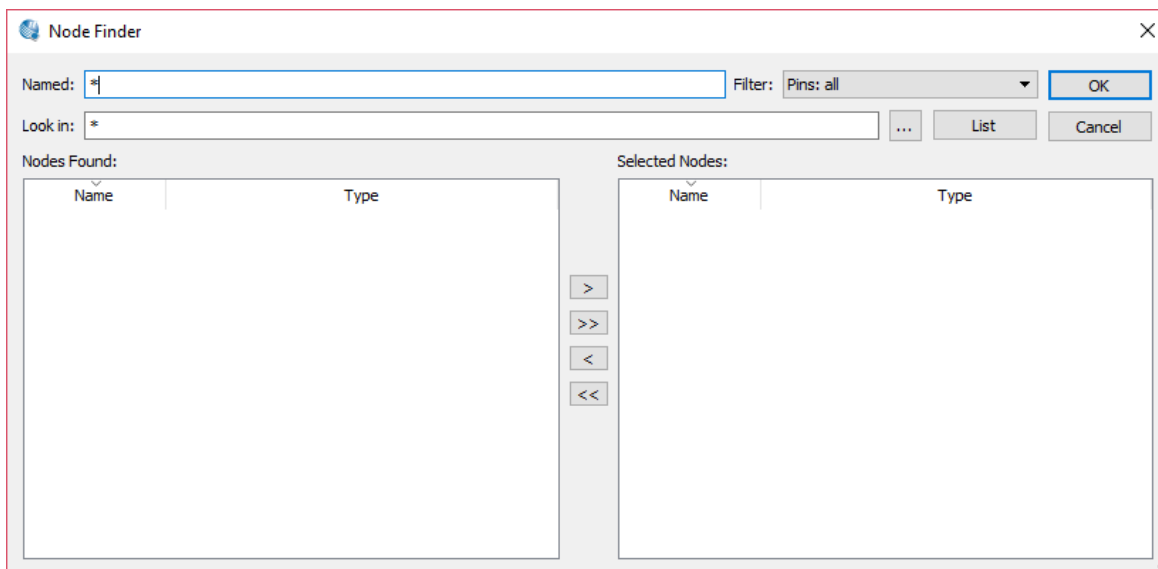 Node Finder
Named: * Filter: Pins: all OK
Look in: * ... List Cancel
Nodes Found: Selected Nodes:
Name Type Name Type
>
>>
<
<<